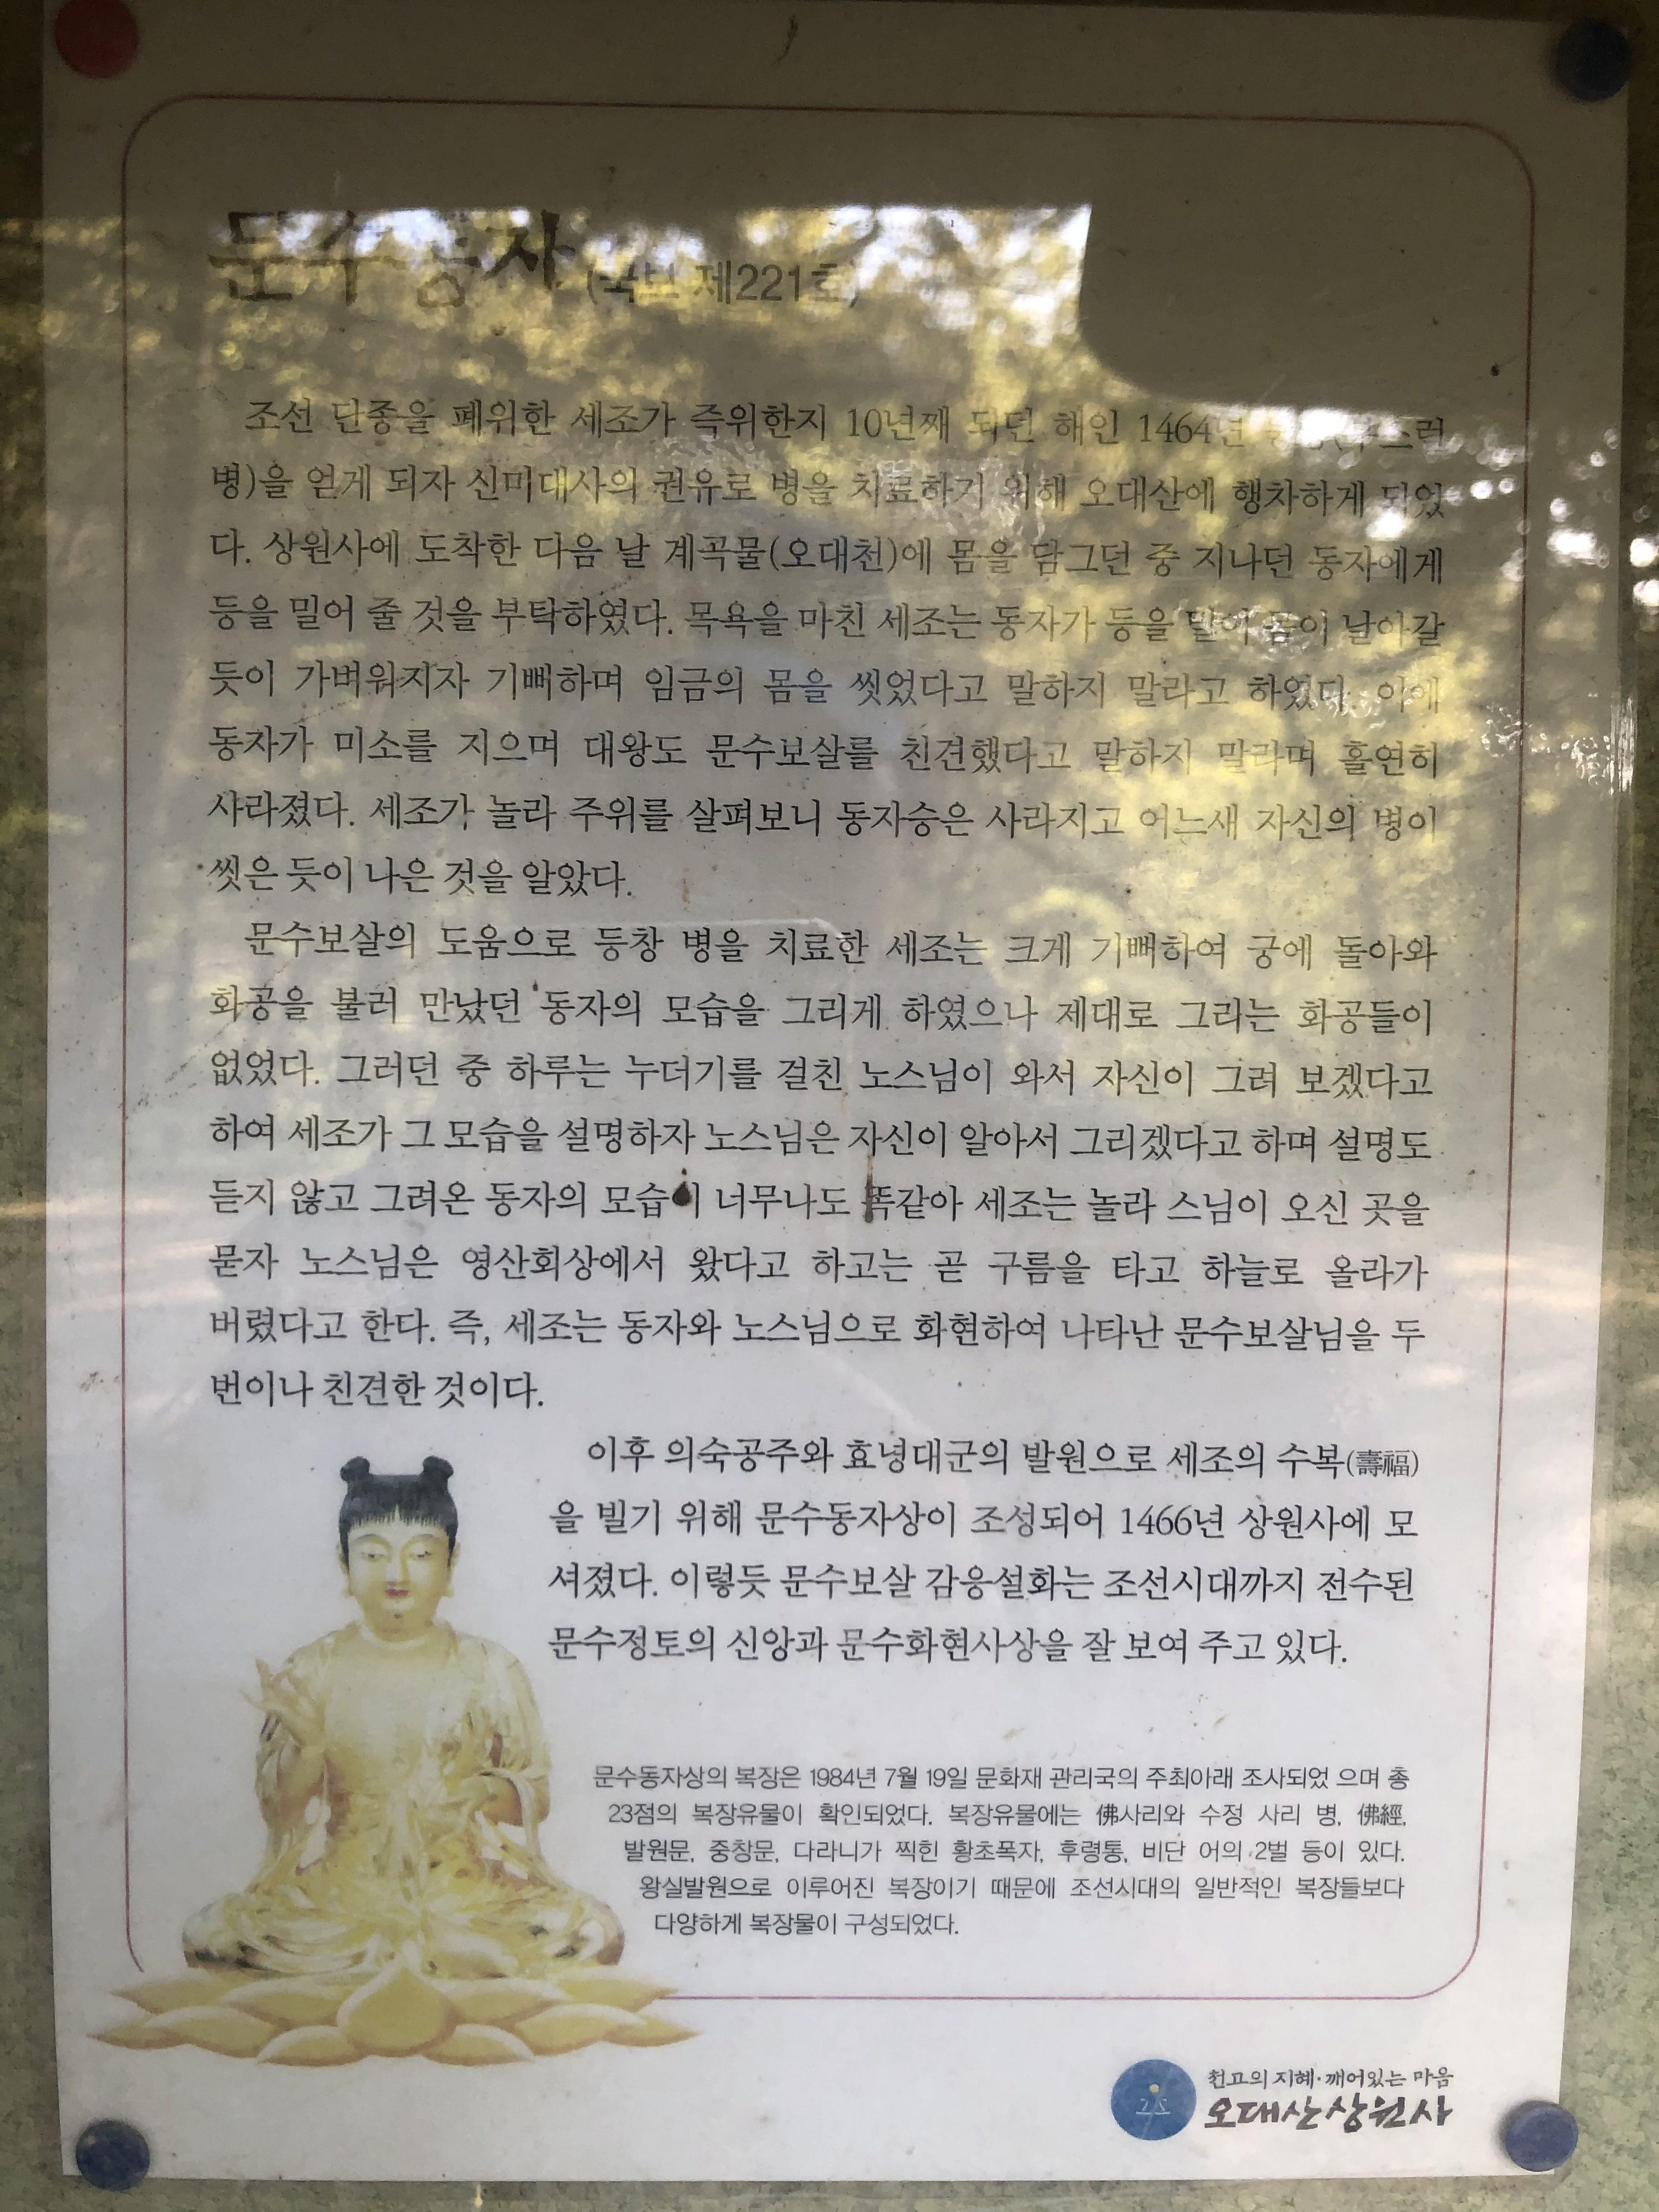 문수동자 (국보 제221호)
조선 단종을 폐위한 세조가 즉위한지 10년째 되던 해인 1464년
병)을 얻게 되자 신미대사의 권유로 병을 치료하기 위해 오대산에 행차하게 되었
다. 상원사에 도착한 다음 날 계곡물(오대천)에 몸을 담그던 중 지나던 동자에게
등을 밀어 줄 것을 부탁하였다. 목욕을 마친 세조는 동자가 등을 밀어 몸이 날아갈
듯이 가벼워지자 기뻐하며 임금의 몸을 씻었다고 말하지 말라고 하였다. 이에
동자가 미소를 지으며 대왕도 문수보살를 친견했다고 말하지 말라며 홀연히
사라졌다. 세조가 놀라 주위를 살펴보니 동자승은 사라지고 어느새 자신의 병이
씻은 듯이 나은 것을 알았다.
문수보살의 도움으로 등창 병을 치료한 세조는 크게 기뻐하여 궁에 돌아와
화공을 불러 만났던 동자의 모습을 그리게 하였으나 제대로 그리는 화공들이
없었다. 그러던 중 하루는 누더기를 걸친 노스님이 와서 자신이 그려 보겠다고
하여 세조가 그 모습을 설명하자 노스님은 자신이 알아서 그리겠다고 하며 설명도
듣지 않고 그려온 동자의 모습이 너무나도 똑같아 세조는 놀라 스님이 오신 곳을
묻자 노스님은 영산회상에서 왔다고 하고는 곧 구름을 타고 하늘로 올라가
버렸다고 한다. 즉, 세조는 동자와 노스님으로 화현하여 나타난 문수보살님을 두
번이나 친견한 것이다.
이후 의숙공주와 효녕대군의 발원으로 세조의 수복(壽福)
을 빌기 위해 문수동자상이 조성되어 1466년 상원사에 모
셔졌다. 이렇듯 문수보살 감응설화는 조선시대까지 전수된
문수정토의 신앙과 문수화현사상을 잘 보여 주고 있다.
문수동자상의 복장은 1984년 7월 19일 문화재 관리국의 주최아래 조사되었 으며 총
23점의 복장유물이 확인되었다. 복장유물에는 佛사리와 수정 사리 병, 佛經,
발원문, 중창문, 다라니가 찍힌 황초폭자, 후령통, 비단 어의 2벌 등이 있다.
왕실발원으로 이루어진 복장이기 때문에 조선시대의 일반적인 복장들보다
다양하게 복장물이 구성되었다.
천고의 지혜·깨어있는 마음
오대산상원사